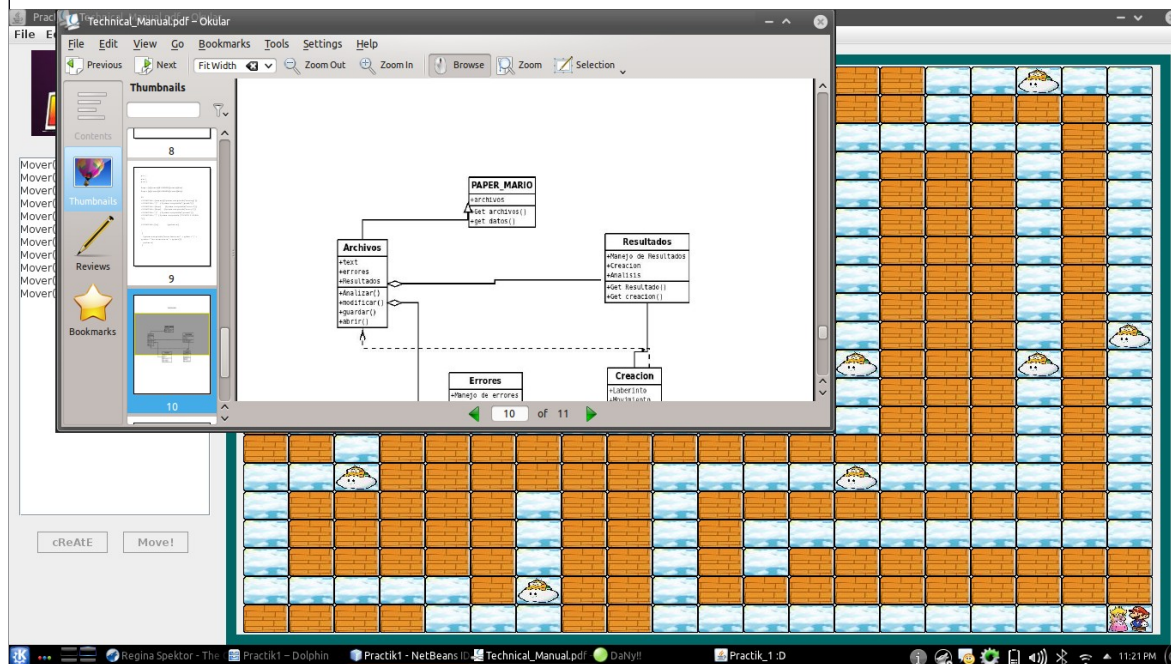 Technical_Manual.pdf – Okular
File Edit View Go Bookmarks Tools Settings Help
Previous Next Fit Width Zoom Out Zoom In Browse Zoom Selection
Contents
Thumbnails
Reviews
Bookmarks
Thumbnails
8
9
10
PAPER_MARIO
+archivos
+Get archivos()
+get datos()
Archivos
+text
+errores
+Resultados
+Analizar()
+modificar()
+guardar()
+abrir()
Resultados
+Manejo de Resultados
+Creacion
+Analisis
+Get Resultado()
+Get creacion()
Errores
+Manejo de errores
Creacion
+Laberinto
+Movimiento
10 of 11
File
Mover(
Mover(
Mover(
Mover(
Mover(
Mover(
Mover(
Mover(
Mover(
Mover(
Mover(
cReAtE Move!
Regina Spektor - The
Practik1 – Dolphin
Practik1 - NetBeans ID
Technical_Manual.pdf
DaNy!!
Practik_1 :D
11:21 PM